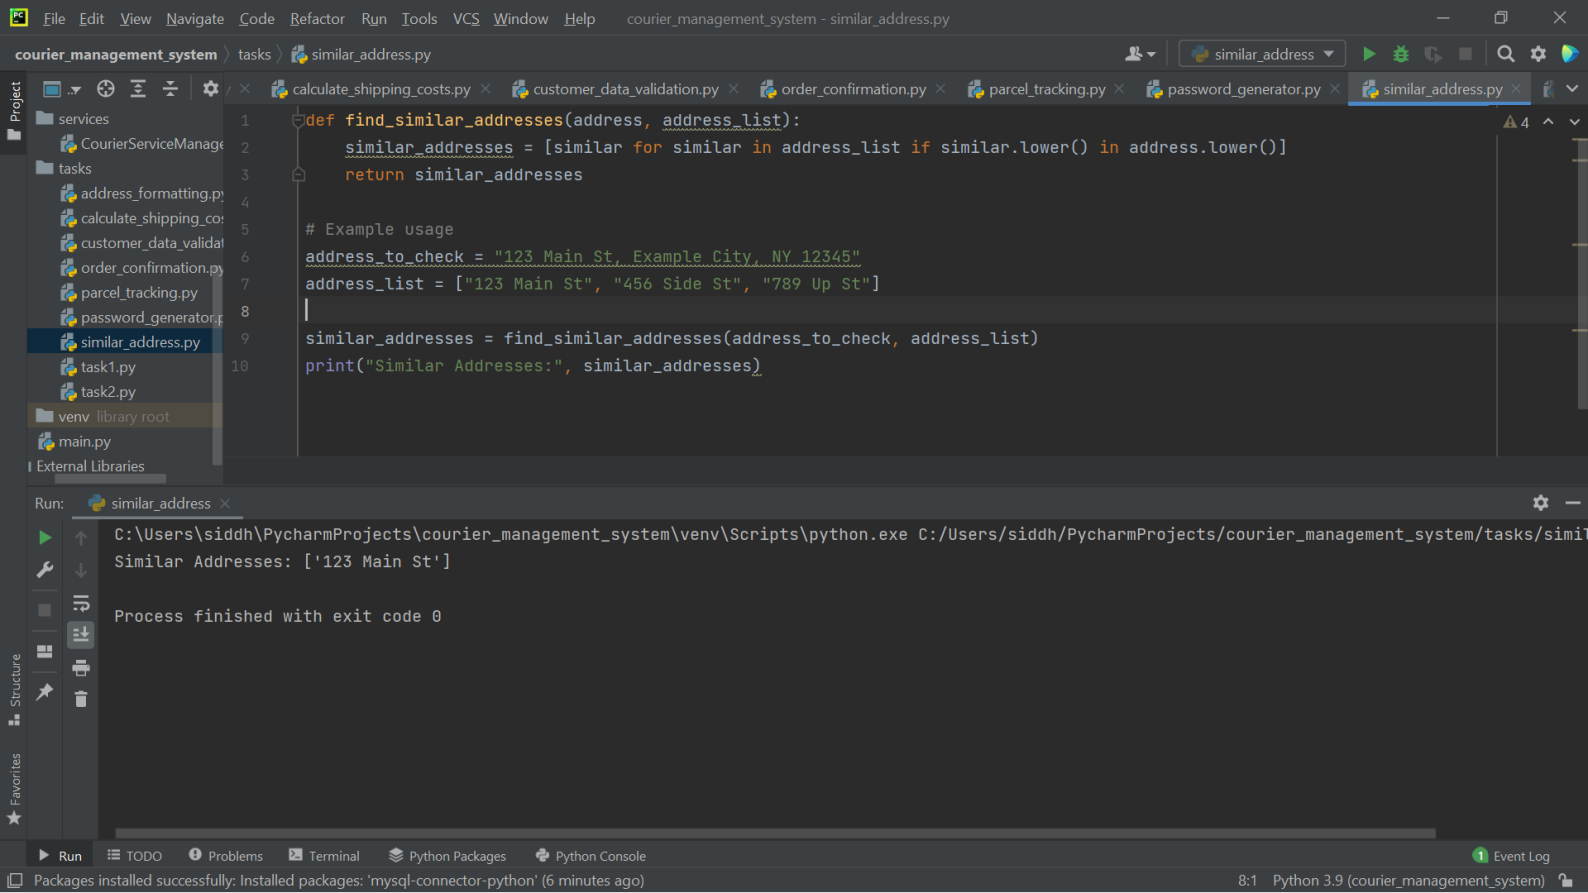 File Edit View Navigate Code Refactor Run Tools VCS Window Help courier_management_system - similar_address.py
courier_management_system tasks similar_address.py similar_address
Project
calculate_shipping_costs.py customer_data_validation.py order_confirmation.py parcel_tracking.py password_generator.py similar_address.py
services
CourierServiceManage
tasks
address_formatting.py
calculate_shipping_cos
customer_data_validat
order_confirmation.py
parcel_tracking.py
password_generator.p
similar_address.py
task1.py
task2.py
venv library root
main.py
External Libraries
4
1 def find_similar_addresses(address, address_list):
2 similar_addresses = [similar for similar in address_list if similar.lower() in address.lower()]
3 return similar_addresses
4
5 # Example usage
6 address_to_check = "123 Main St, Example City, NY 12345"
7 address_list = ["123 Main St", "456 Side St", "789 Up St"]
8
9 similar_addresses = find_similar_addresses(address_to_check, address_list)
10 print("Similar Addresses:", similar_addresses)
Run: similar_address
C:\Users\siddh\PycharmProjects\courier_management_system\venv\Scripts\python.exe C:/Users/siddh/PycharmProjects/courier_management_system/tasks/simil
Similar Addresses: ['123 Main St']
Process finished with exit code 0
Structure
Favorites
Run TODO Problems Terminal Python Packages Python Console 1 Event Log
Packages installed successfully: Installed packages: 'mysql-connector-python' (6 minutes ago) 8:1 Python 3.9 (courier_management_system)